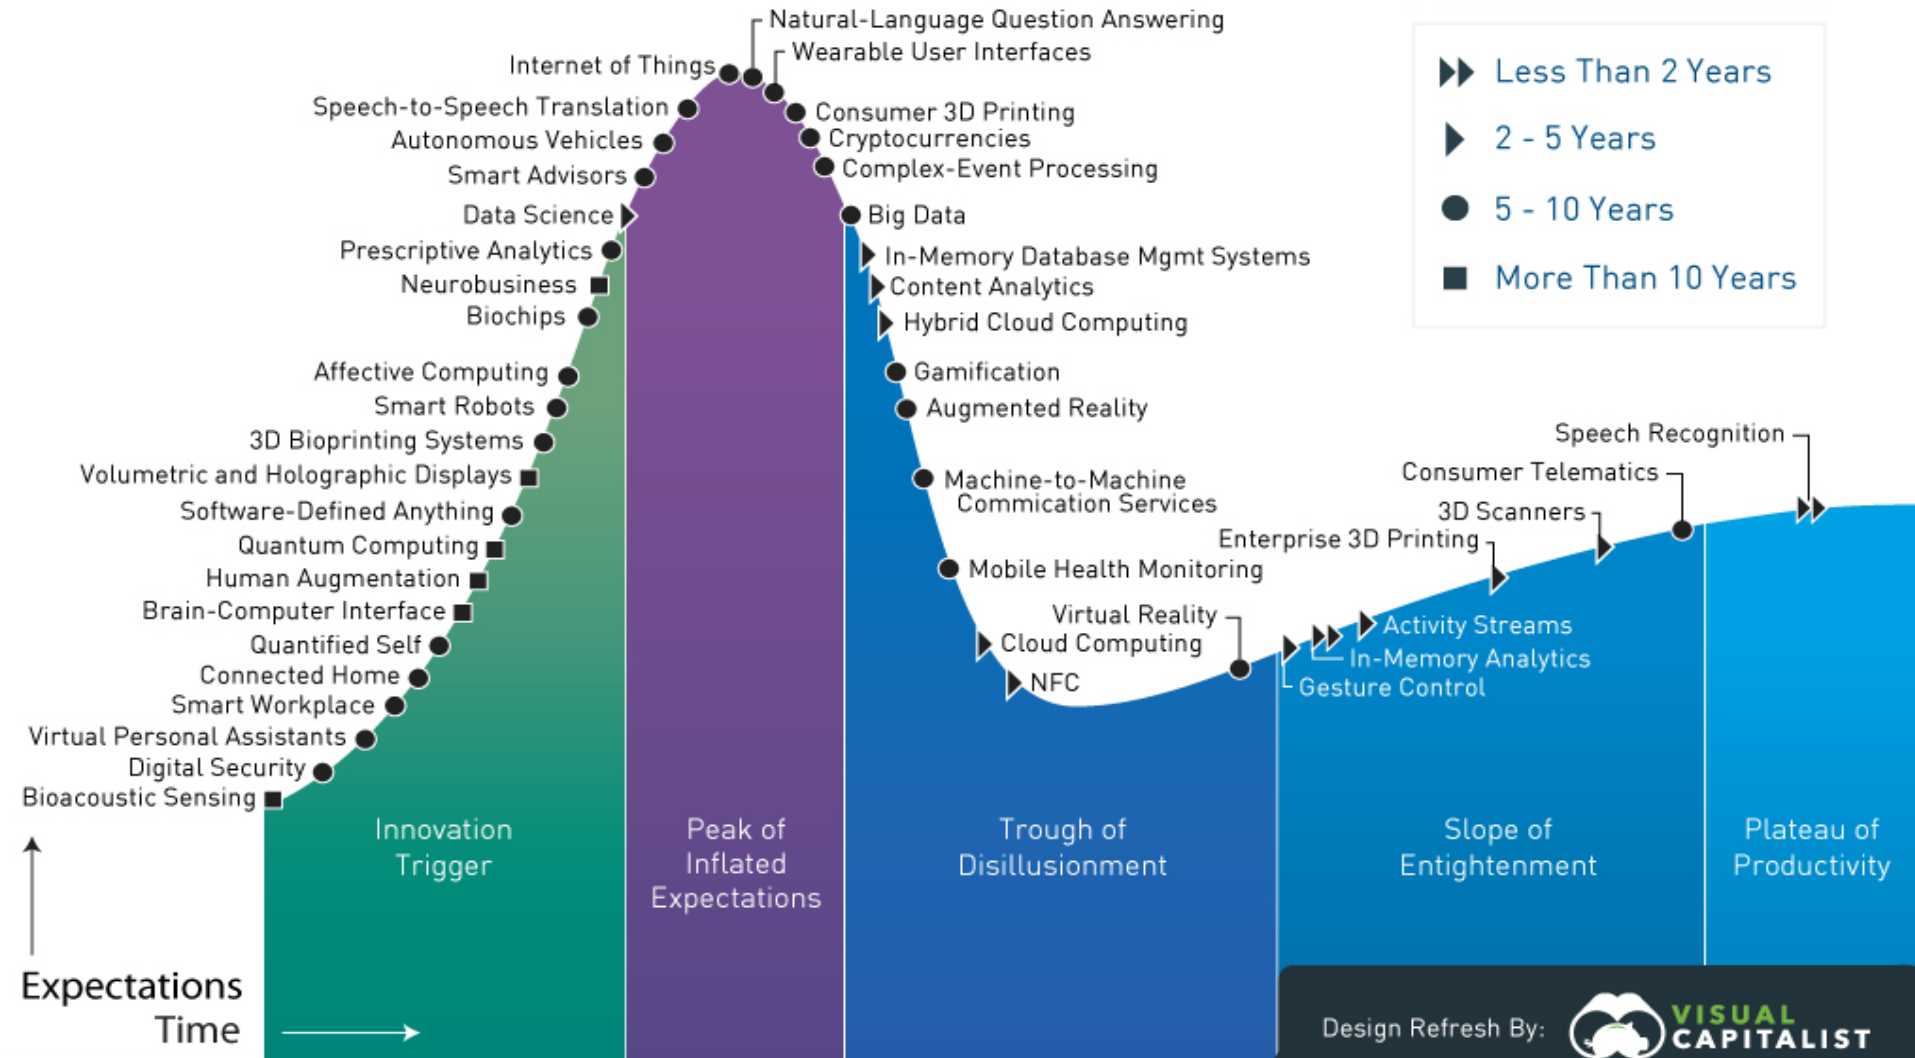 Natural-Language Question Answering
Wearable User Interfaces
Internet of Things
Speech-to-Speech Translation
Autonomous Vehicles
Smart Advisors
Data Science
Prescriptive Analytics
Neurobusiness
Biochips
Affective Computing
Smart Robots
3D Bioprinting Systems
Volumetric and Holographic Displays
Software-Defined Anything
Quantum Computing
Human Augmentation
Brain-Computer Interface
Quantified Self
Connected Home
Smart Workplace
Virtual Personal Assistants
Digital Security
Bioacoustic Sensing
Consumer 3D Printing
Cryptocurrencies
Complex-Event Processing
Big Data
In-Memory Database Mgmt Systems
Content Analytics
Hybrid Cloud Computing
Gamification
Augmented Reality
Machine-to-Machine
Commication Services
Mobile Health Monitoring
Cloud Computing
NFC
Virtual Reality
Gesture Control
In-Memory Analytics
Activity Streams
Enterprise 3D Printing
3D Scanners
Consumer Telematics
Speech Recognition
Less Than 2 Years
2 - 5 Years
5 - 10 Years
More Than 10 Years
Innovation
Trigger
Peak of
Inflated
Expectations
Trough of
Disillusionment
Slope of
Entightenment
Plateau of
Productivity
Expectations
Time
Design Refresh By:
VISUAL
CAPITALIST